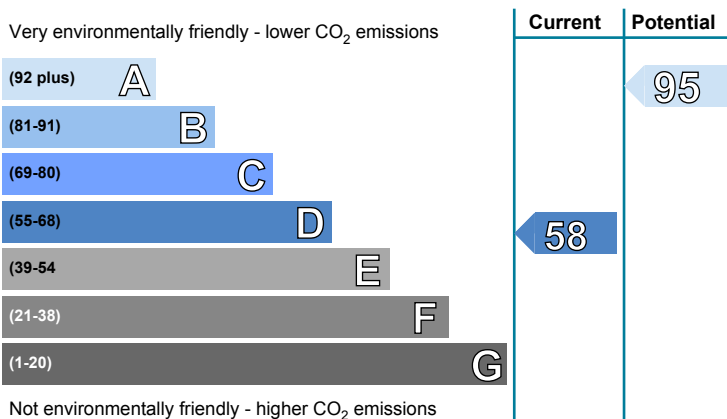 Current Potential
Very environmentally friendly - lower CO2 emissions
(92 plus) A 95
(81-91) B
(69-80) C
(55-68) D 58
(39-54 E
(21-38) F
(1-20) G
Not environmentally friendly - higher CO2 emissions